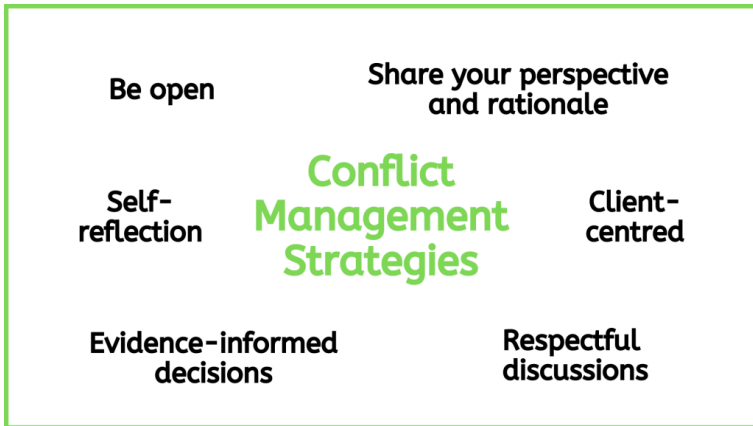 Be open
Share your perspective
and rationale
Conflict
Management
Strategies
Self-
reflection
Client-
centred
Evidence-informed
decisions
Respectful
discussions